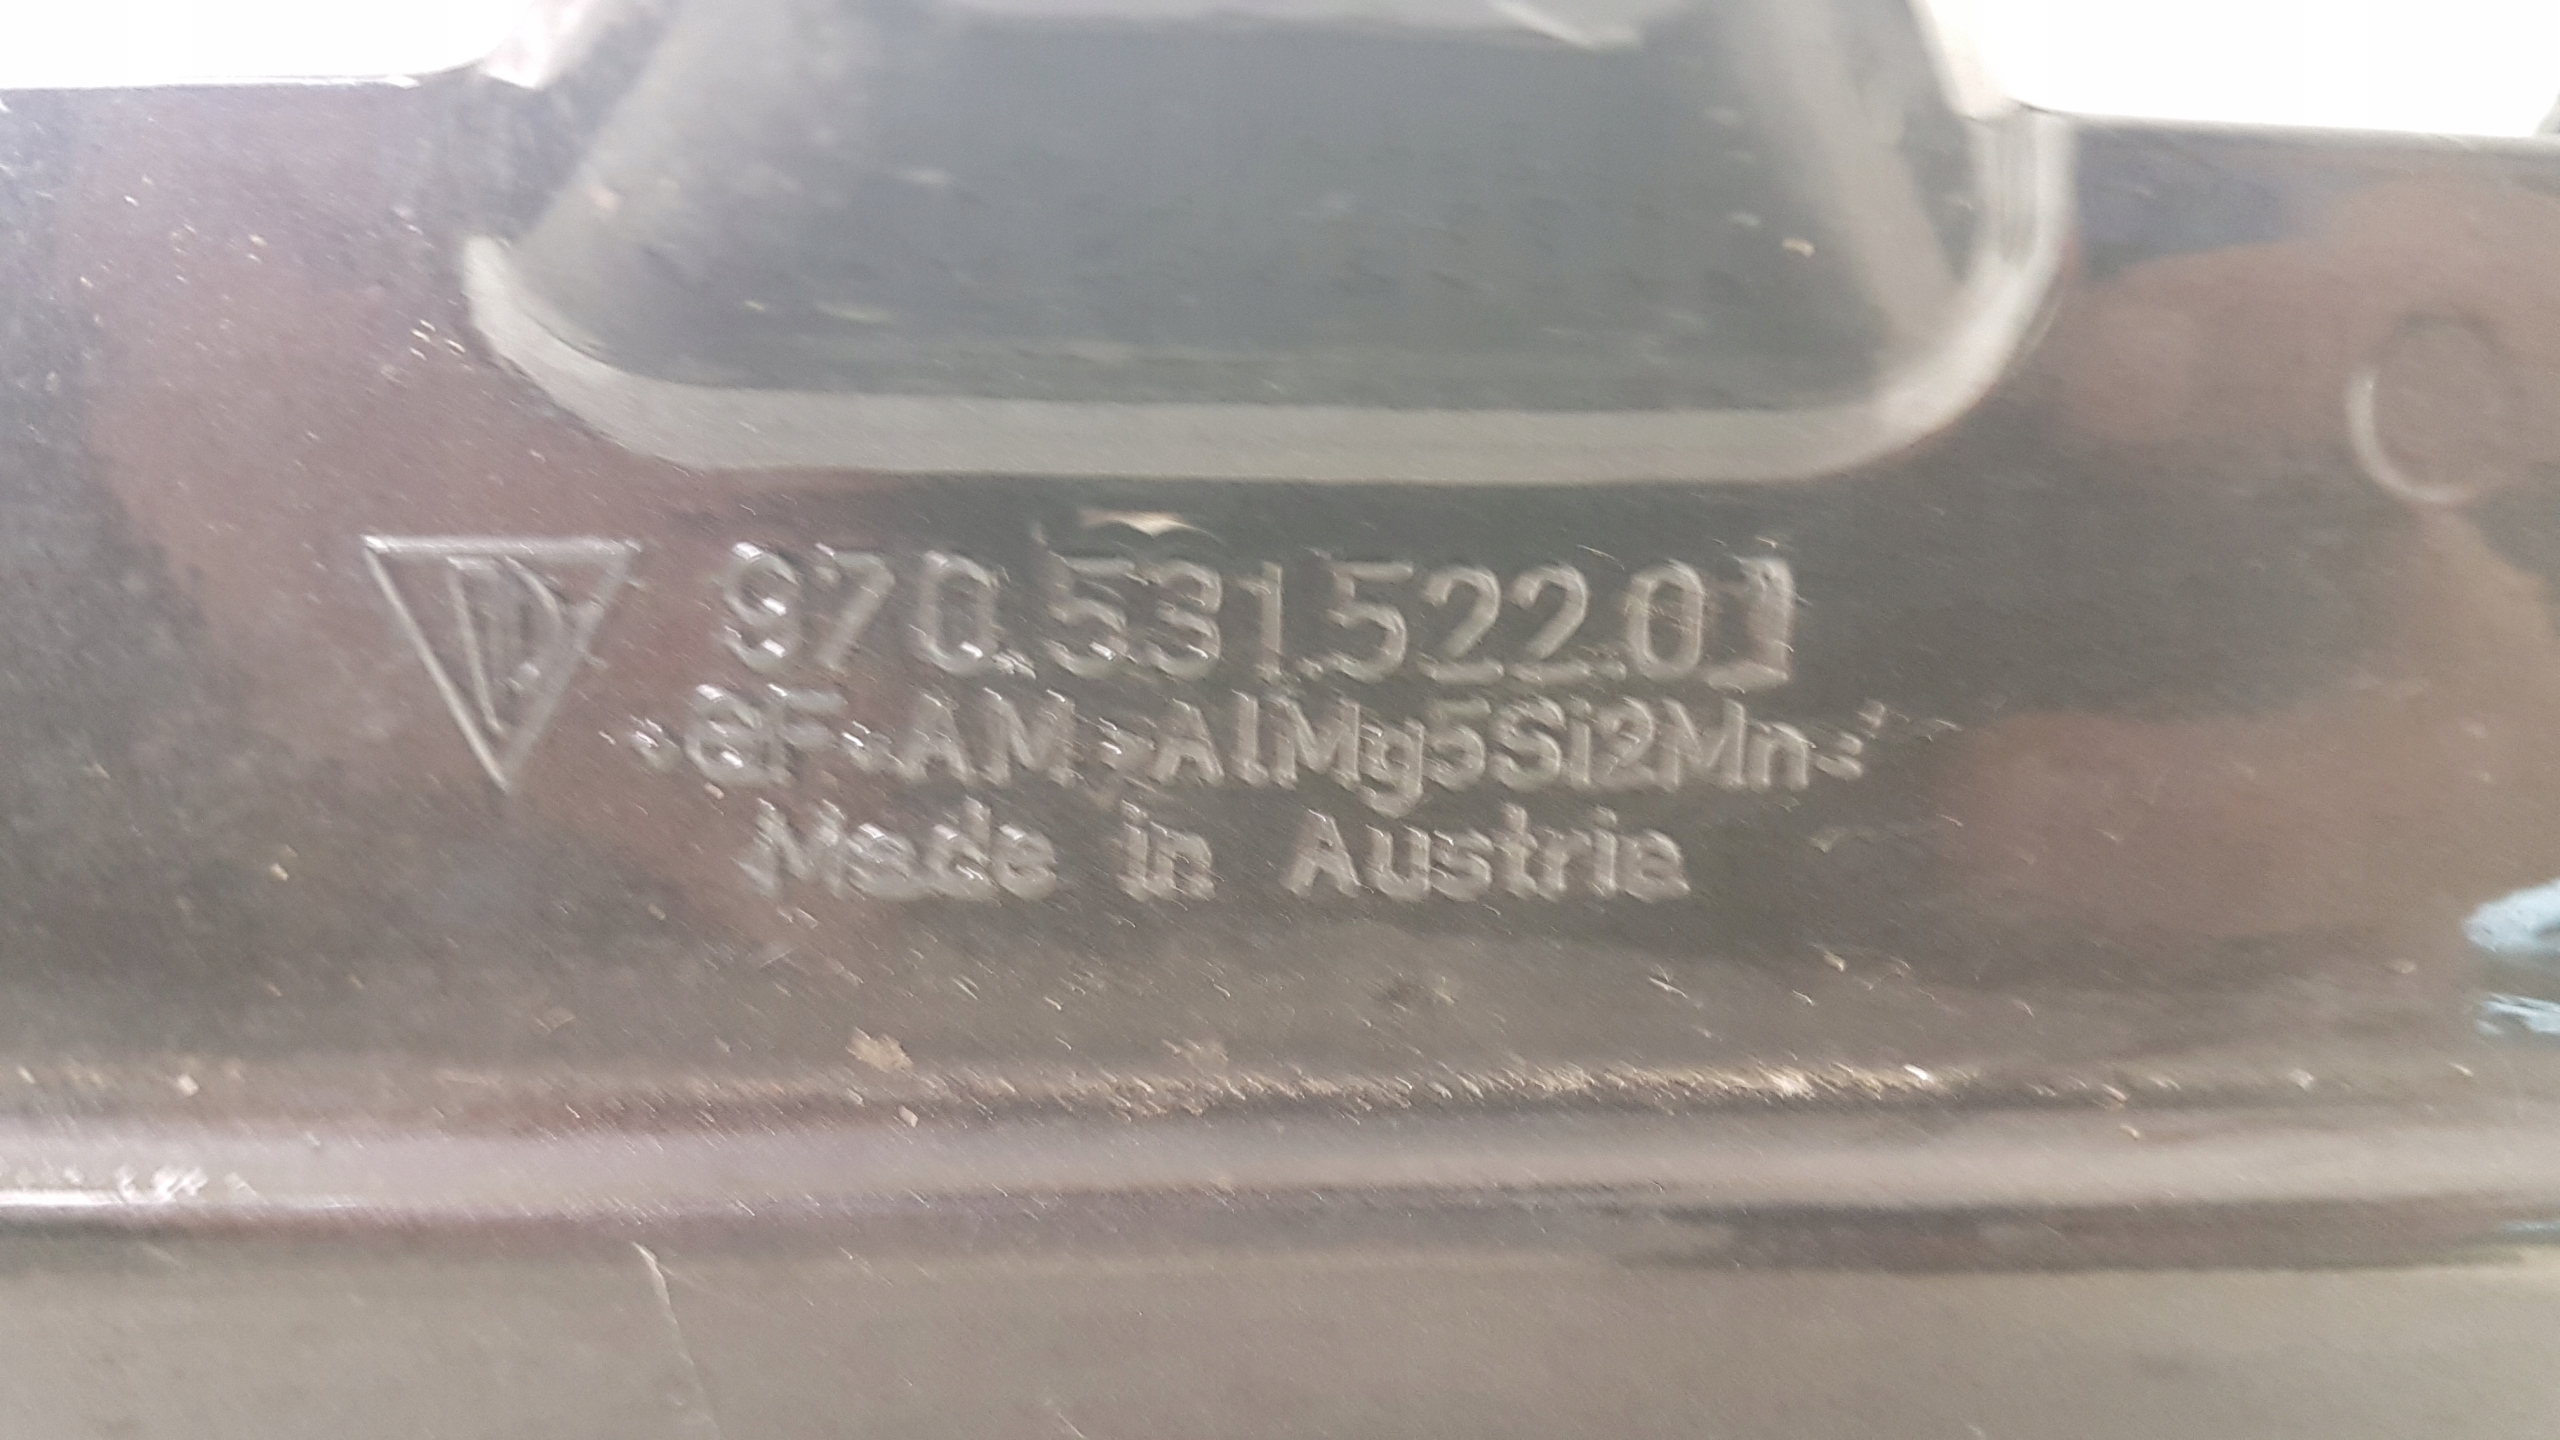 970.531.522.01
GF AM >AlMg5Si2Mn<
Made in Austria